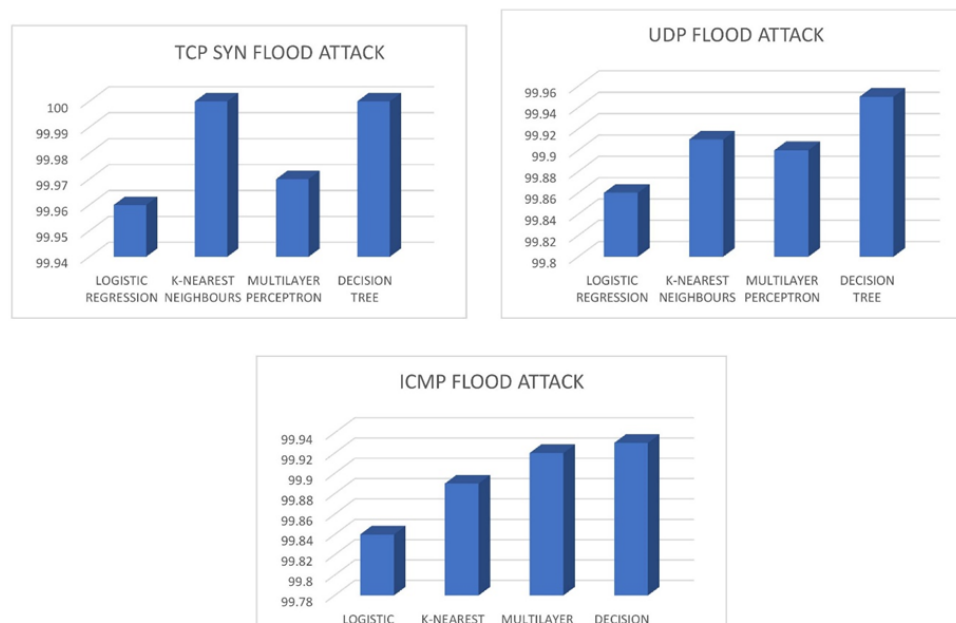 TCP SYN FLOOD ATTACK
100
99.99
99.98
99.97
99.96
99.95
99.94
LOGISTIC REGRESSION
K-NEAREST NEIGHBOURS
MULTILAYER PERCEPTRON
DECISION TREE
UDP FLOOD ATTACK
99.96
99.94
99.92
99.9
99.88
99.86
99.84
99.82
99.8
LOGISTIC REGRESSION
K-NEAREST NEIGHBOURS
MULTILAYER PERCEPTRON
DECISION TREE
ICMP FLOOD ATTACK
99.94
99.92
99.9
99.88
99.86
99.84
99.82
99.8
99.78
LOGISTIC
K-NEAREST
MULTILAYER
DECISION